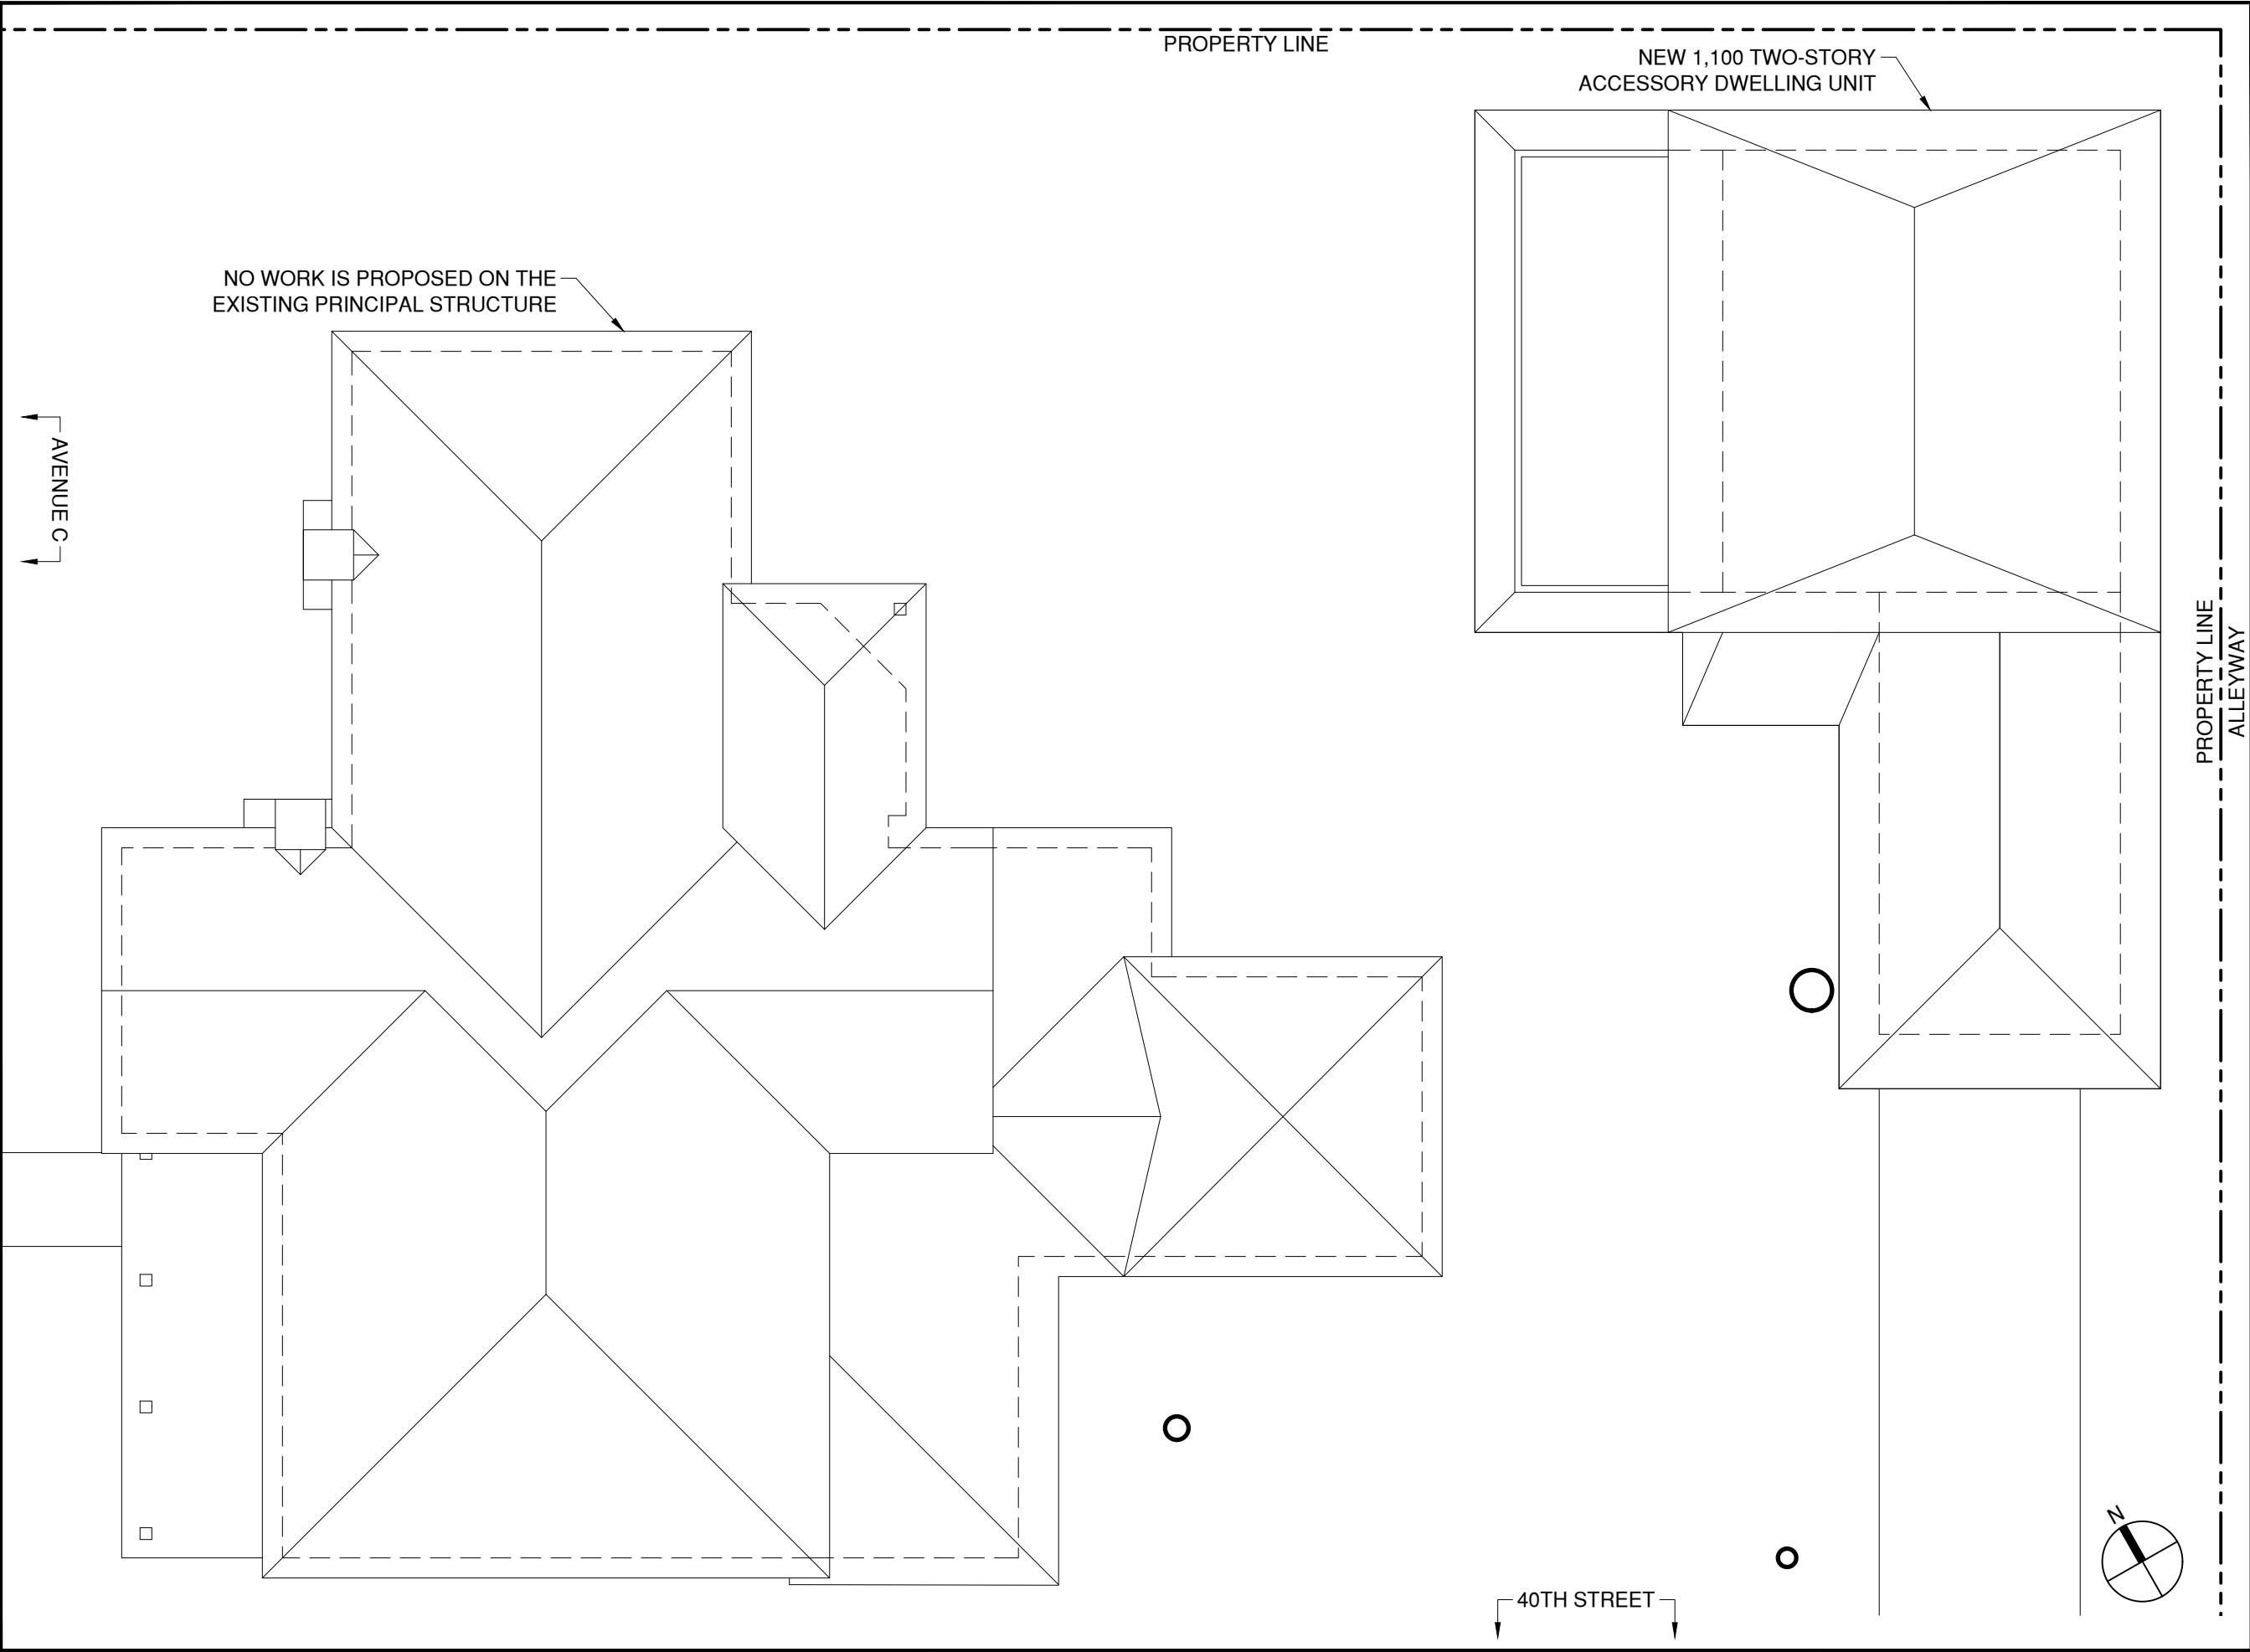 PROPERTY LINE
NEW 1,100 TWO-STORY
ACCESSORY DWELLING UNIT
NO WORK IS PROPOSED ON THE
EXISTING PRINCIPAL STRUCTURE
AVENUE C
PROPERTY LINE
ALLEYWAY
N
40TH STREET